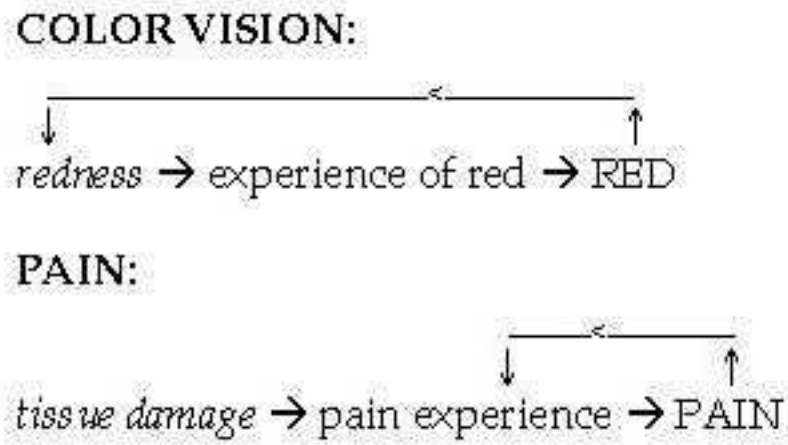 COLOR VISION:
redness → experience of red → RED
PAIN:
tissue damage → pain experience → PAIN